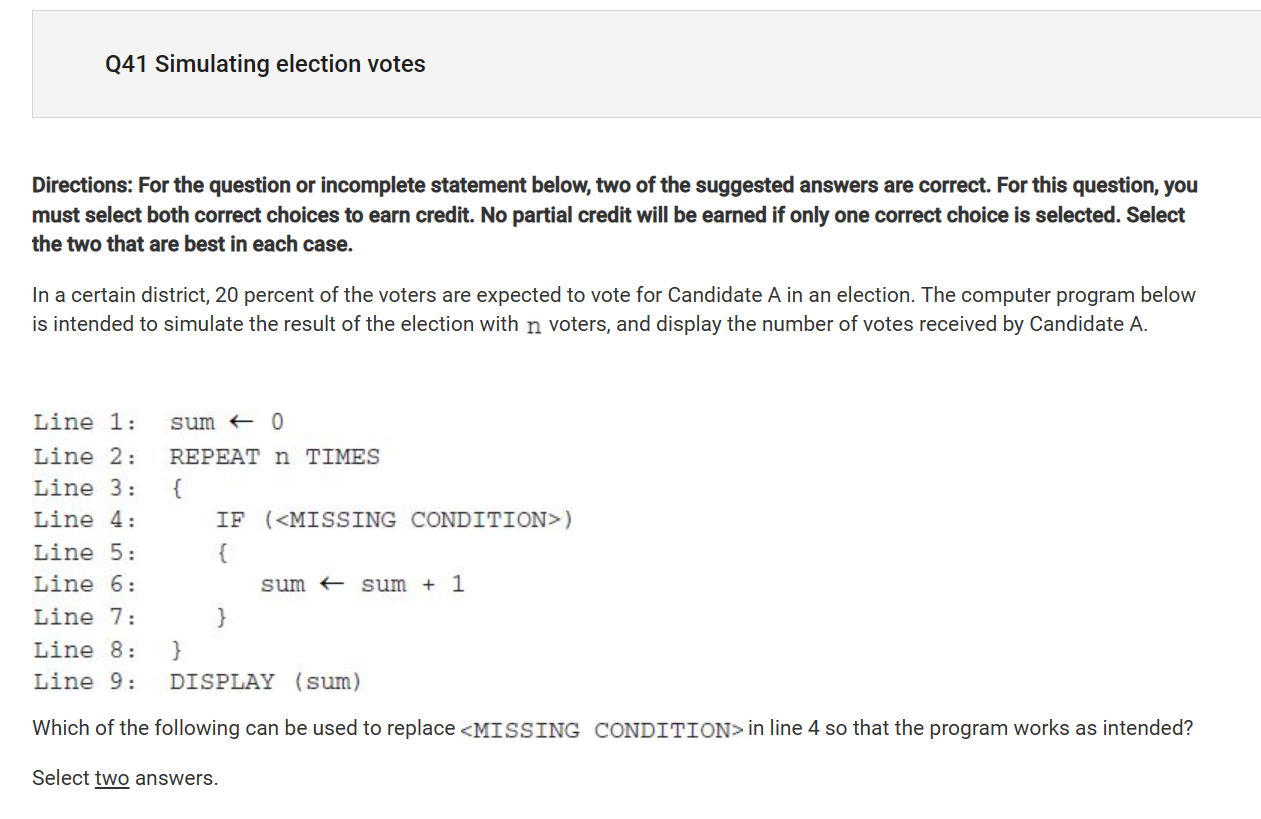 Q41 Simulating election votes
Directions: For the question or incomplete statement below, two of the suggested answers are correct. For this question, you
must select both correct choices to earn credit. No partial credit will be earned if only one correct choice is selected. Select
the two that are best in each case.
In a certain district, 20 percent of the voters are expected to vote for Candidate A in an election. The computer program below
is intended to simulate the result of the election with n voters, and display the number of votes received by Candidate A.
Line 1: sum ← 0
Line 2: REPEAT n TIMES
Line 3: {
Line 4: IF (<MISSING CONDITION>)
Line 5: {
Line 6: sum ← sum + 1
Line 7: }
Line 8: }
Line 9: DISPLAY (sum)
Which of the following can be used to replace <MISSING CONDITION> in line 4 so that the program works as intended?
Select two answers.